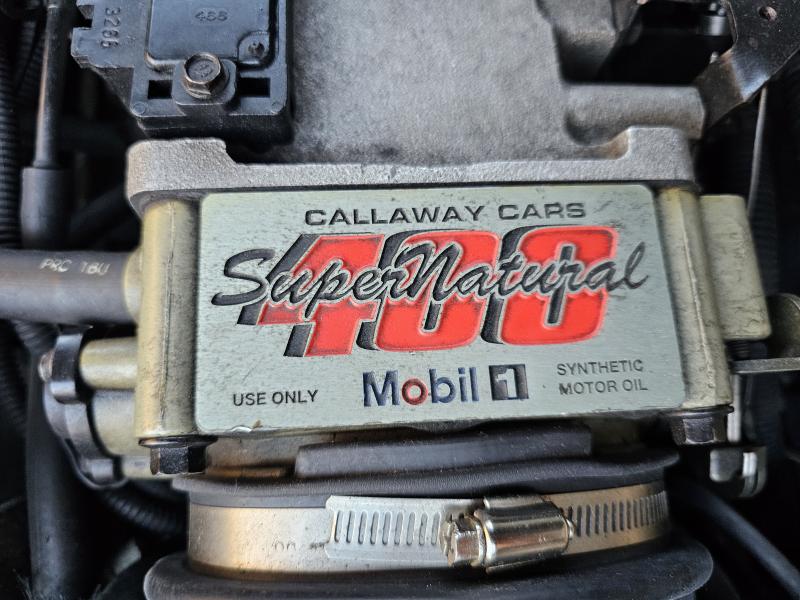 3286
488
PRC 18U
CALLAWAY CARS
SuperNatural
400
USE ONLY
Mobil 1
SYNTHETIC
MOTOR OIL